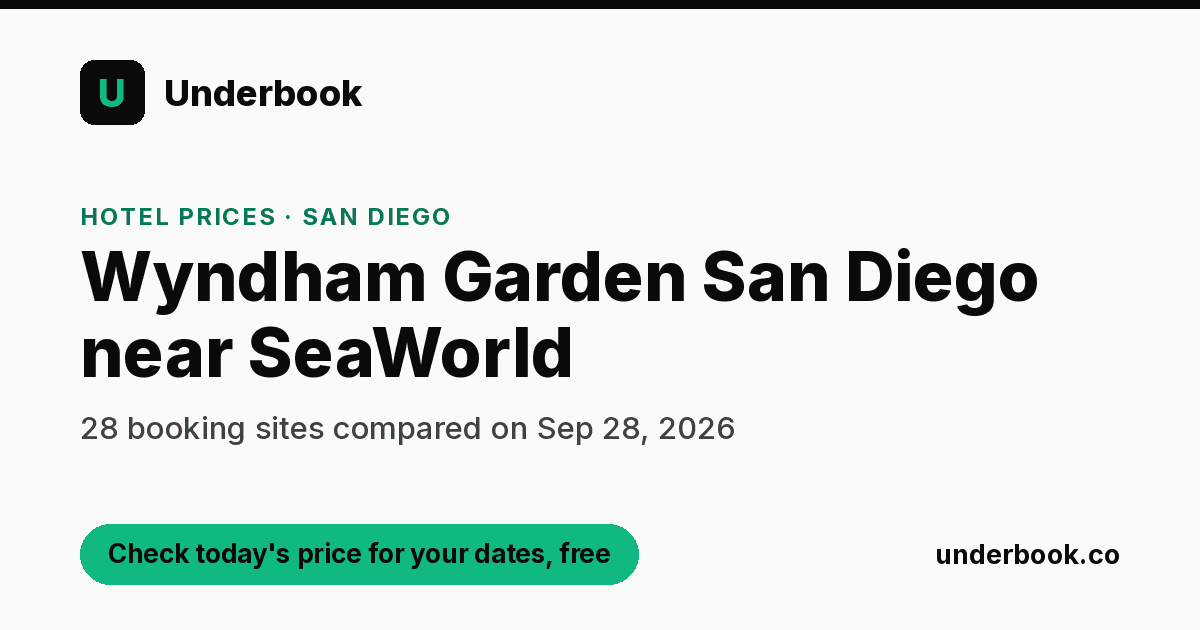 U
Underbook
HOTEL PRICES · SAN DIEGO
Wyndham Garden San Diego
near SeaWorld
28 booking sites compared on Sep 28, 2026
Check today's price for your dates, free
underbook.co